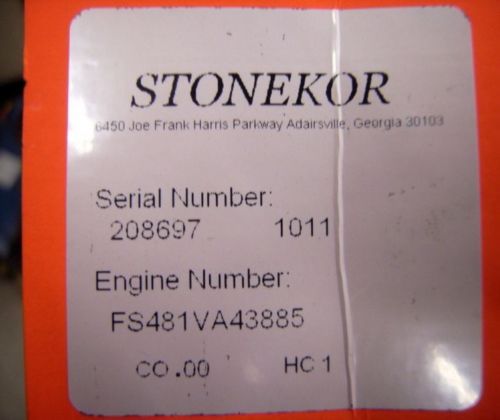 STONEKOR
6450 Joe Frank Harris Parkway Adairsville, Georgia 30103
Serial Number:
208697 1011
Engine Number:
FS481VA43885
CO .00 HC 1